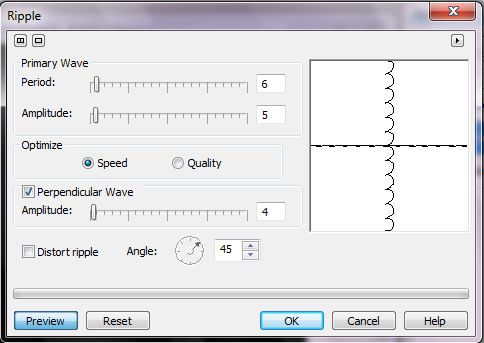 Ripple
Primary Wave
Period: 6
Amplitude: 5
Optimize
Speed Quality
Perpendicular Wave
Amplitude: 4
Distort ripple Angle: 45
Preview Reset OK Cancel Help